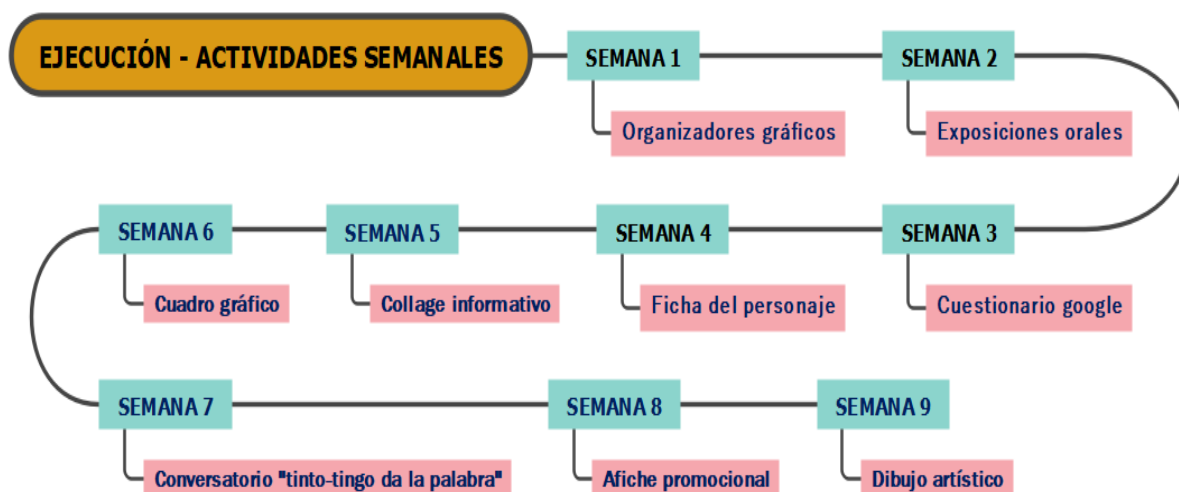 EJECUCIÓN - ACTIVIDADES SEMANALES
SEMANA 1
Organizadores gráficos
SEMANA 2
Exposiciones orales
SEMANA 3
Cuestionario google
SEMANA 4
Ficha del personaje
SEMANA 5
Collage informativo
SEMANA 6
Cuadro gráfico
SEMANA 7
Conversatorio "tinto-tingo da la palabra"
SEMANA 8
Afiche promocional
SEMANA 9
Dibujo artístico